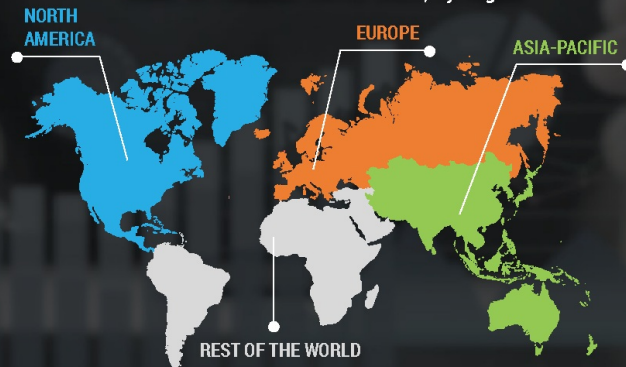 NORTH
AMERICA
EUROPE
ASIA-PACIFIC
REST OF THE WORLD